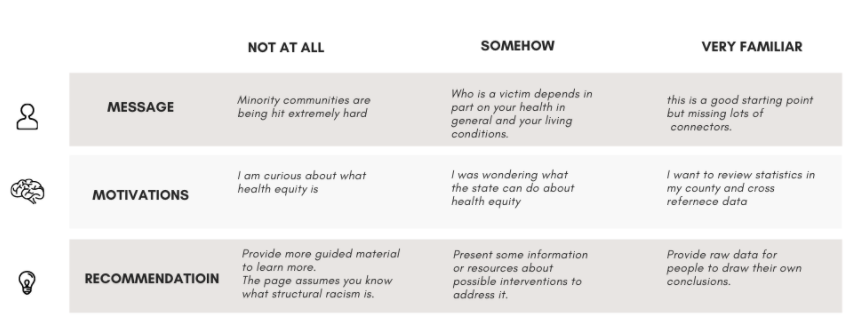 NOT AT ALL
SOMEHOW
VERY FAMILIAR
MESSAGE
Minority communities are
being hit extremely hard
Who is a victim depends in
part on your health in
general and your living
conditions.
this is a good starting point
but missing lots of
connectors.
MOTIVATIONS
I am curious about what
health equity is
I was wondering what
the state can do about
health equity
I want to review statistics in
my county and cross
refernece data
RECOMMENDATIOIN
Provide more guided material
to learn more.
The page assumes you know
what structural racism is.
Present some information
or resources about
possible interventions to
address it.
Provide raw data for
people to draw their own
conclusions.